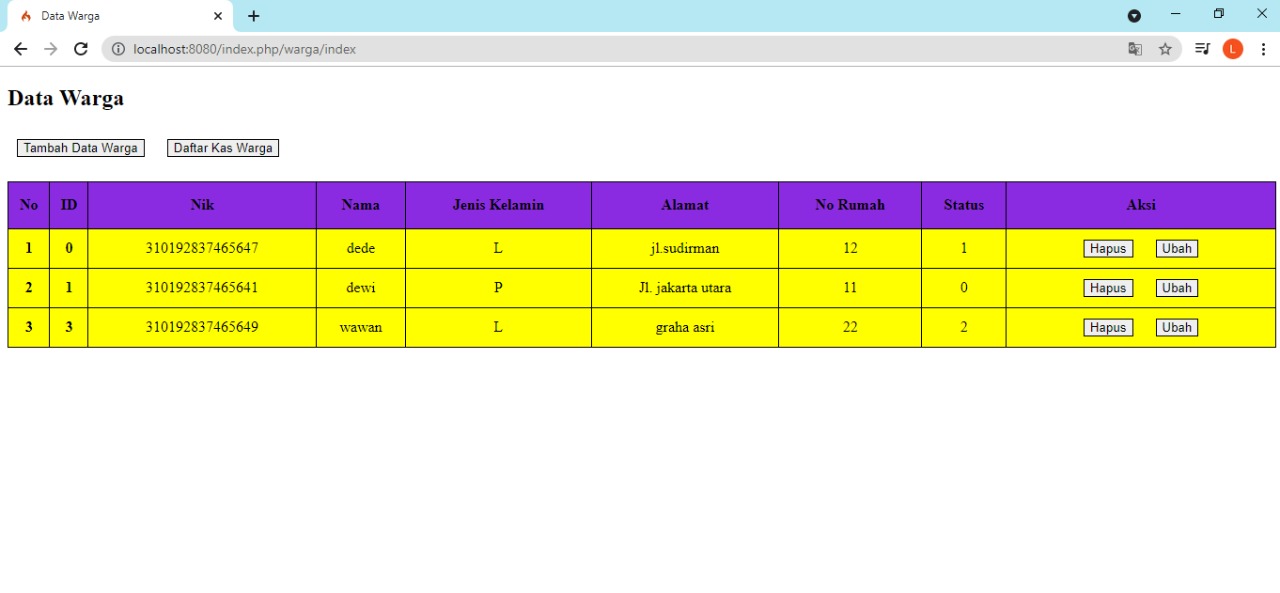 Data Warga
localhost:8080/index.php/warga/index
L
Data Warga
Tambah Data Warga Daftar Kas Warga
No ID Nik Nama Jenis Kelamin Alamat No Rumah Status Aksi
1 0 310192837465647 dede L jl.sudirman 12 1 Hapus Ubah
2 1 310192837465641 dewi P Jl. jakarta utara 11 0 Hapus Ubah
3 3 310192837465649 wawan L graha asri 22 2 Hapus Ubah